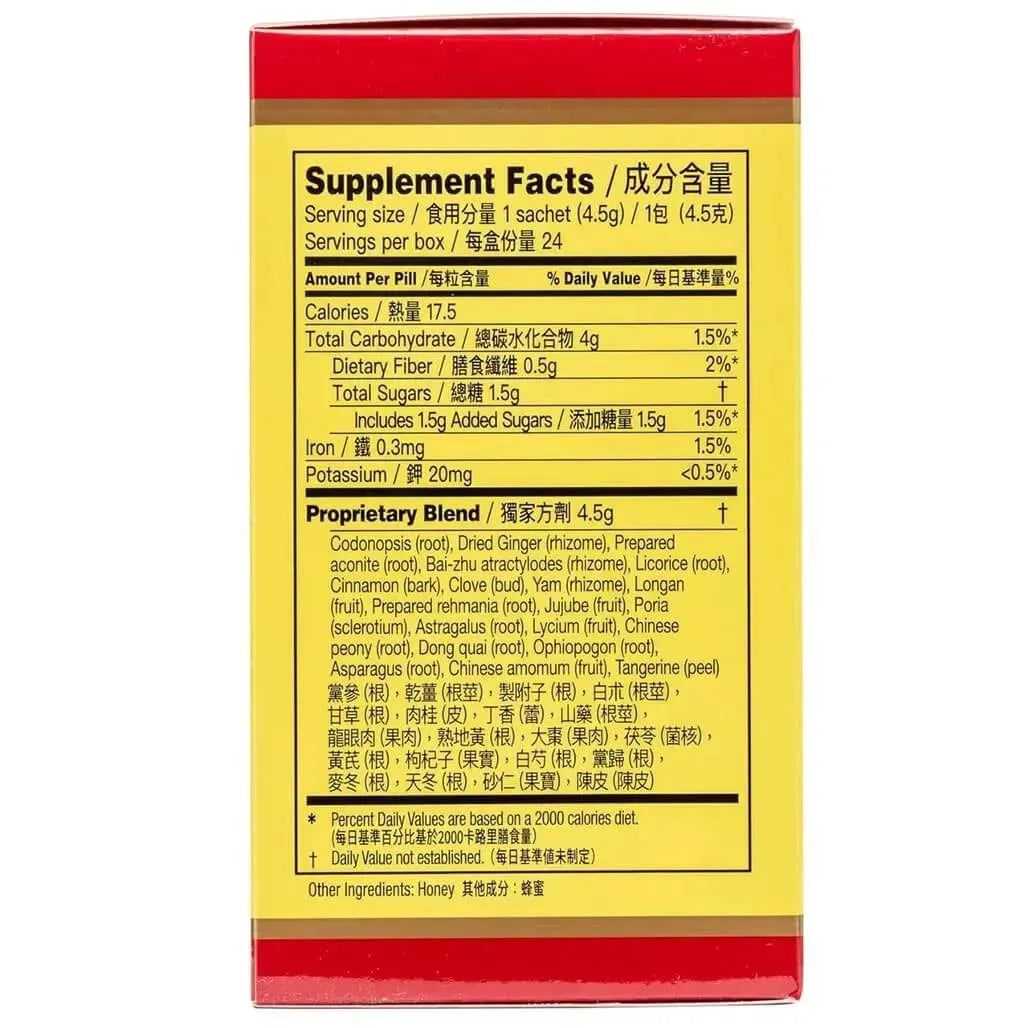 Supplement Facts / 成分含量
Serving size / 食用分量 1 sachet (4.5g) / 1包 (4.5克)
Servings per box / 每盒份量 24
Amount Per Pill /每粒含量 % Daily Value /每日基準量%
Calories / 熱量 17.5
Total Carbohydrate / 總碳水化合物 4g 1.5%*
Dietary Fiber / 膳食纖維 0.5g 2%*
Total Sugars / 總糖 1.5g †
Includes 1.5g Added Sugars / 添加糖量 1.5g 1.5%*
Iron / 鐵 0.3mg 1.5%
Potassium / 鉀 20mg <0.5%*
Proprietary Blend / 獨家方劑 4.5g †
Codonopsis (root), Dried Ginger (rhizome), Prepared
aconite (root), Bai-zhu atractylodes (rhizome), Licorice (root),
Cinnamon (bark), Clove (bud), Yam (rhizome), Longan
(fruit), Prepared rehmania (root), Jujube (fruit), Poria
(sclerotium), Astragalus (root), Lycium (fruit), Chinese
peony (root), Dong quai (root), Ophiopogon (root),
Asparagus (root), Chinese amomum (fruit), Tangerine (peel)
黨參 (根)，乾薑 (根莖)，製附子 (根)，白朮 (根莖)，
甘草 (根)，肉桂 (皮)，丁香 (蕾)，山藥 (根莖)，
龍眼肉 (果肉)，熟地黃 (根)，大棗 (果肉)，茯苓 (菌核)，
黃芪 (根)，枸杞子 (果實)，白芍 (根)，黨歸 (根)，
麥冬 (根)，天冬 (根)，砂仁 (果寶)，陳皮 (陳皮)
* Percent Daily Values are based on a 2000 calories diet.
(每日基準百分比基於2000卡路里膳食量)
† Daily Value not established. (每日基準值未制定)
Other Ingredients: Honey 其他成分：蜂蜜